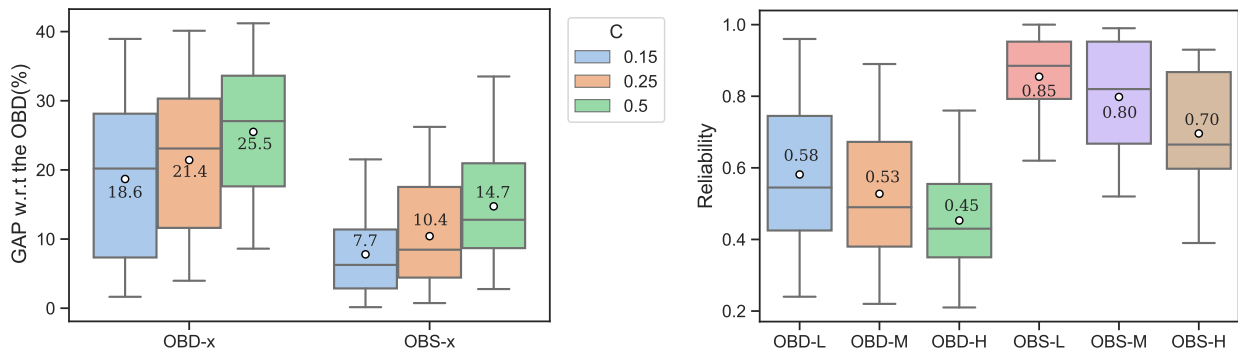 GAP w.r.t the OBD(%)
40
30
20
10
0
18.6
21.4
25.5
7.7
10.4
14.7
OBD-x
OBS-x
C
0.15
0.25
0.5
Reliability
1.0
0.8
0.6
0.4
0.2
0.58
0.53
0.45
0.85
0.80
0.70
OBD-L
OBD-M
OBD-H
OBS-L
OBS-M
OBS-H